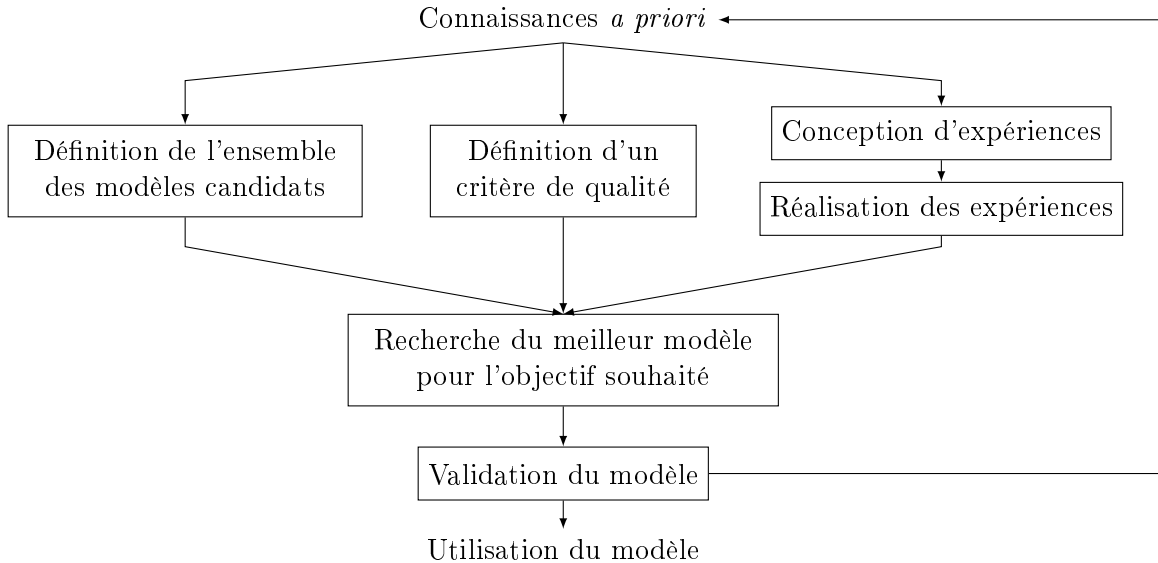 Connaissances a priori
Définition de l'ensemble
des modèles candidats
Définition d'un
critère de qualité
Conception d'expériences
Réalisation des expériences
Recherche du meilleur modèle
pour l'objectif souhaité
Validation du modèle
Utilisation du modèle